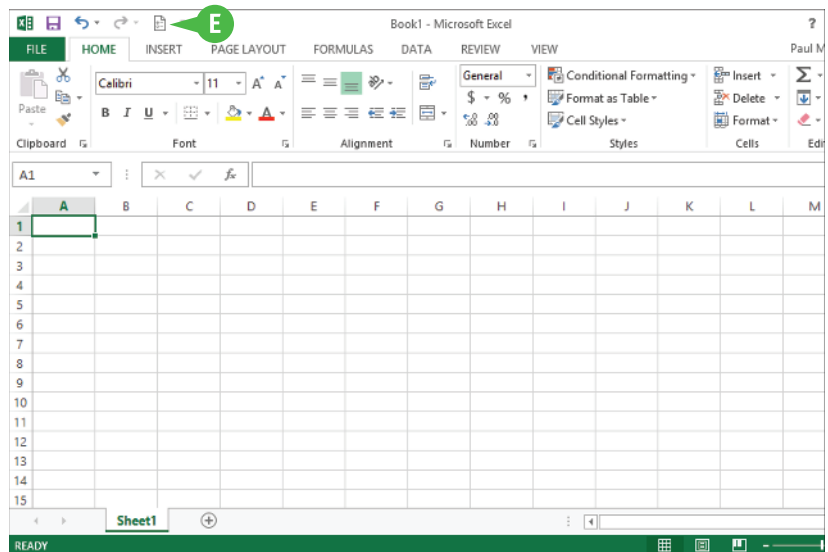 E
Book1 - Microsoft Excel ?
FILE HOME INSERT PAGE LAYOUT FORMULAS DATA REVIEW VIEW Paul M
Calibri 11 A A General Conditional Formatting Insert Σ
Paste B I U A $ % , Format as Table Delete
.00 Cell Styles Format
Clipboard Font Alignment Number Styles Cells Edi
A1 fx
A B C D E F G H I J K L M
1
2
3
4
5
6
7
8
9
10
11
12
13
14
15
Sheet1
READY